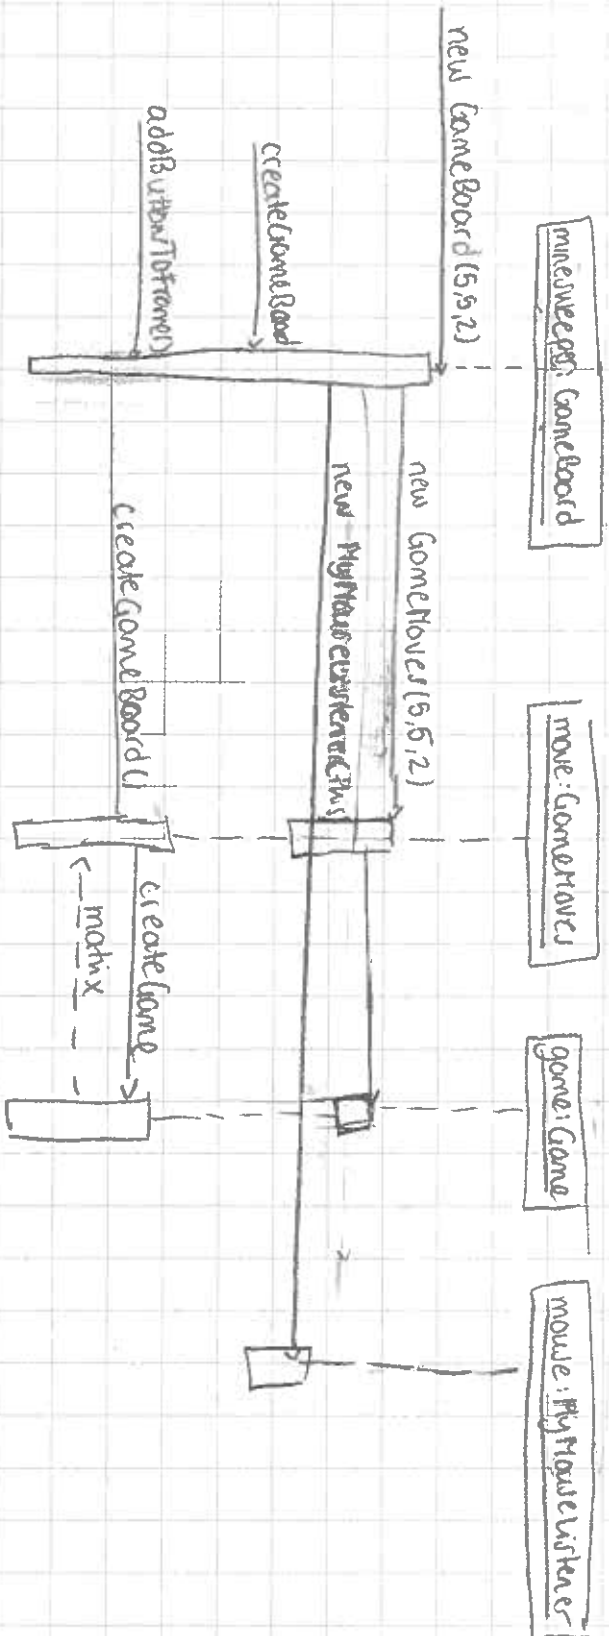 minesweeper: GameBoard
move: GameMoves
game: Game
mouse: MyMouseListener
new GameBoard(5,5,2)
new GameMoves(5,5,2)
new MyMouseListener(this
createGameBoard
addButtonToFrame()
createGameBoard()
createGame
matrix